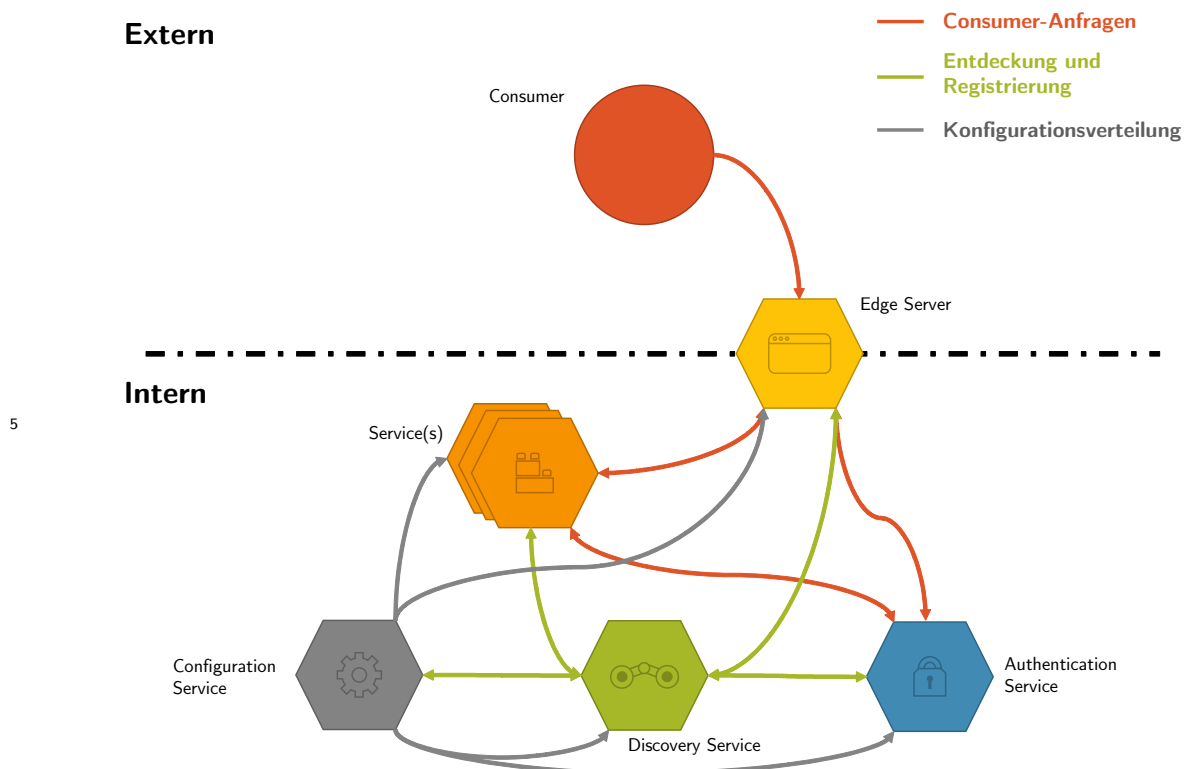 Extern
Consumer-Anfragen
Entdeckung und
Registrierung
Konfigurationsverteilung
Consumer
Edge Server
Intern
5
Service(s)
Configuration
Service
Discovery Service
Authentication
Service